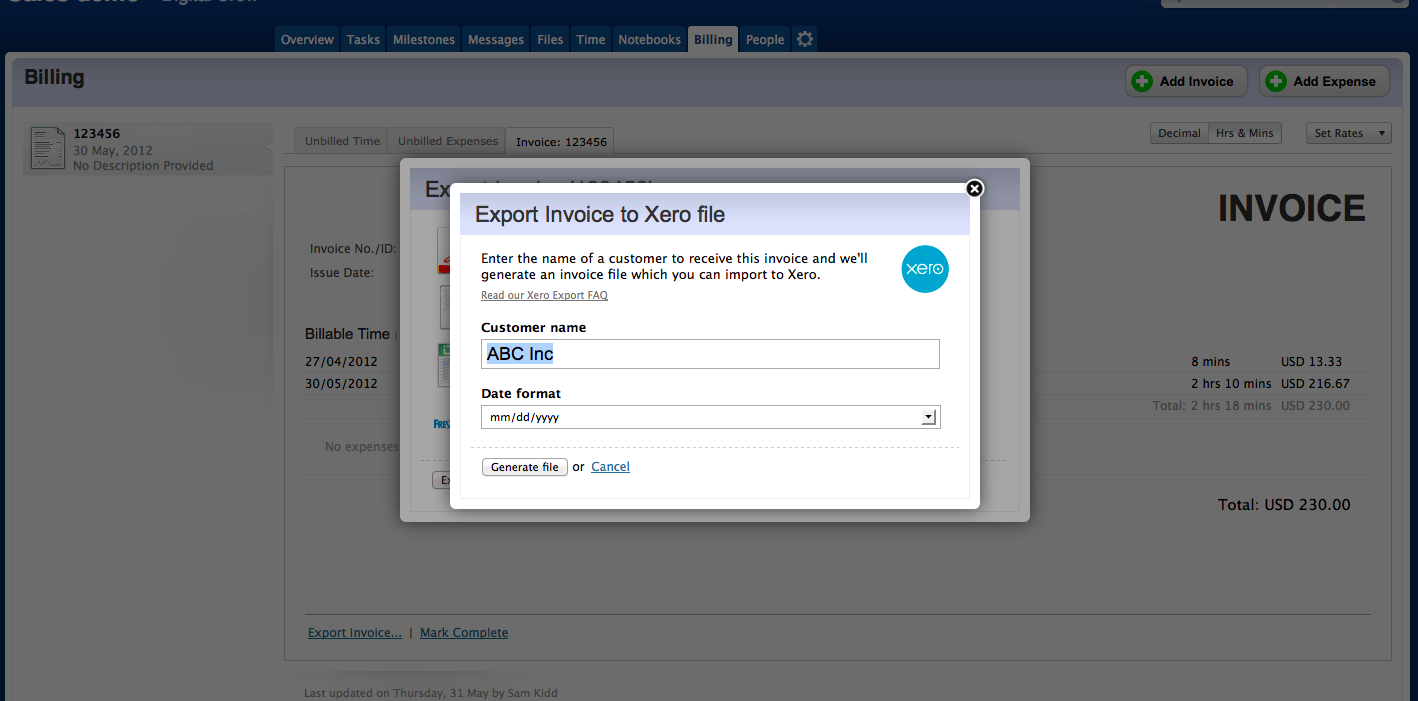 Overview Tasks Milestones Messages Files Time Notebooks Billing People
Billing
Add Invoice Add Expense
123456
30 May, 2012
No Description Provided
Unbilled Time Unbilled Expenses Invoice: 123456
Decimal Hrs & Mins Set Rates
INVOICE
Export Invoice to Xero file
Invoice No./ID:
Issue Date:
Enter the name of a customer to receive this invoice and we'll
generate an invoice file which you can import to Xero.
xero
Read our Xero Export FAQ
Customer name
ABC Inc
Billable Time
27/04/2012 8 mins USD 13.33
30/05/2012 2 hrs 10 mins USD 216.67
Total: 2 hrs 18 mins USD 230.00
Date format
mm/dd/yyyy
No expenses
Generate file or Cancel
Total: USD 230.00
Export Invoice... | Mark Complete
Last updated on Thursday, 31 May by Sam Kidd